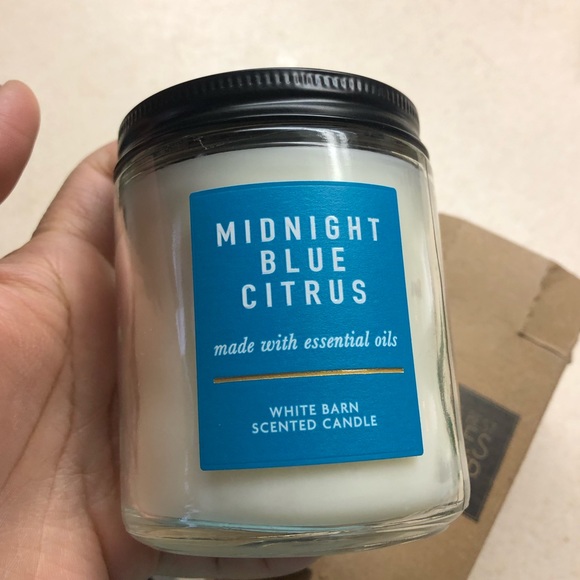 MIDNIGHT
BLUE
CITRUS
made with essential oils
WHITE BARN
SCENTED CANDLE